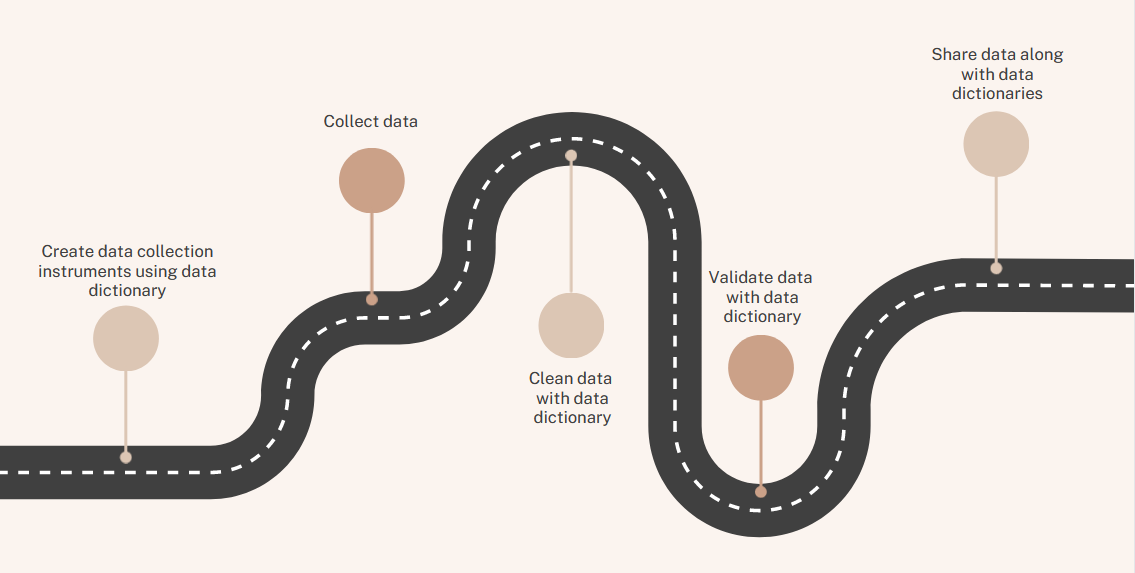 Create data collection
instruments using data
dictionary
Collect data
Clean data
with data
dictionary
Validate data
with data
dictionary
Share data along
with data
dictionaries